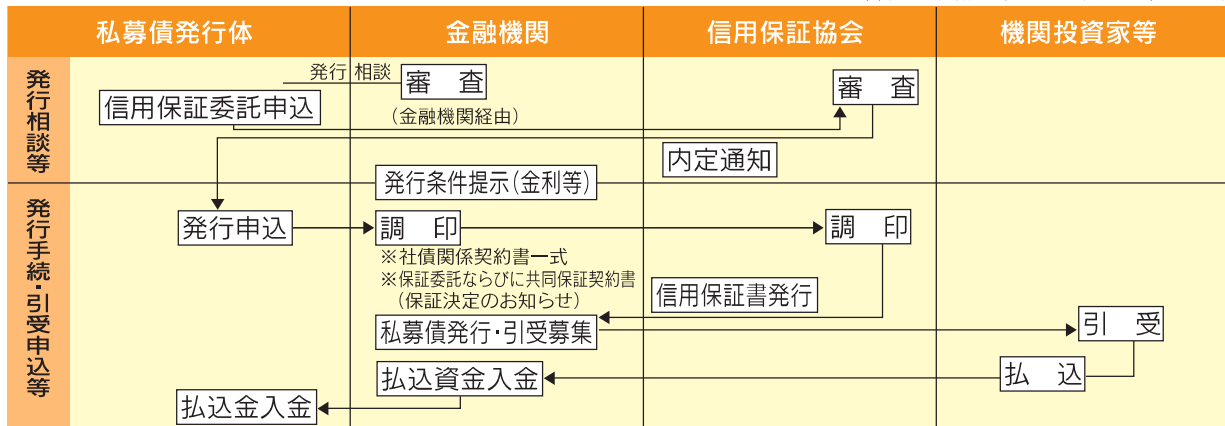 私募債発行体
金融機関
信用保証協会
機関投資家等
発行相談等
発行相談
審査
審査
信用保証委託申込
(金融機関経由)
内定通知
発行条件提示(金利等)
発行手続・引受申込等
発行申込
調印
調印
※社債関係契約書一式
※保証委託ならびに共同保証契約書
(保証決定のお知らせ)
信用保証書発行
私募債発行・引受募集
引受
払込資金入金
払込
払込金入金